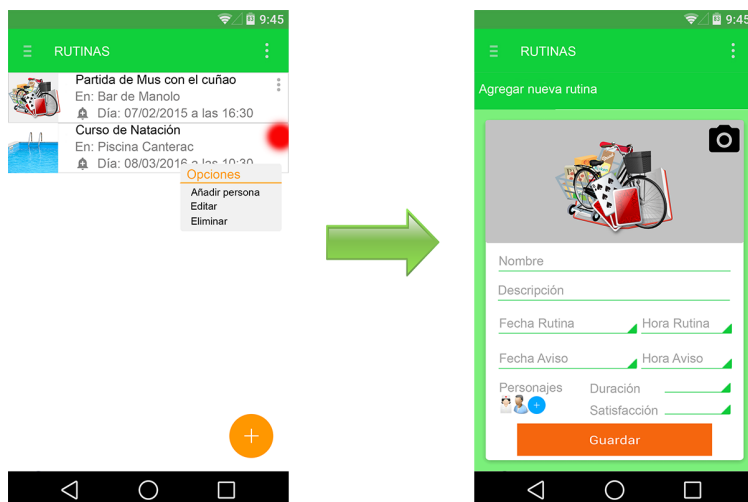 9:45
RUTINAS
Partida de Mus con el cuñao
En: Bar de Manolo
Día: 07/02/2015 a las 16:30
Curso de Natación
En: Piscina Canterac
Día: 08/03/2016 a las 10:30
Opciones
Añadir persona
Editar
Eliminar
9:45
RUTINAS
Agregar nueva rutina
Nombre
Descripción
Fecha Rutina Hora Rutina
Fecha Aviso Hora Aviso
Personajes Duración
Satisfacción
Guardar